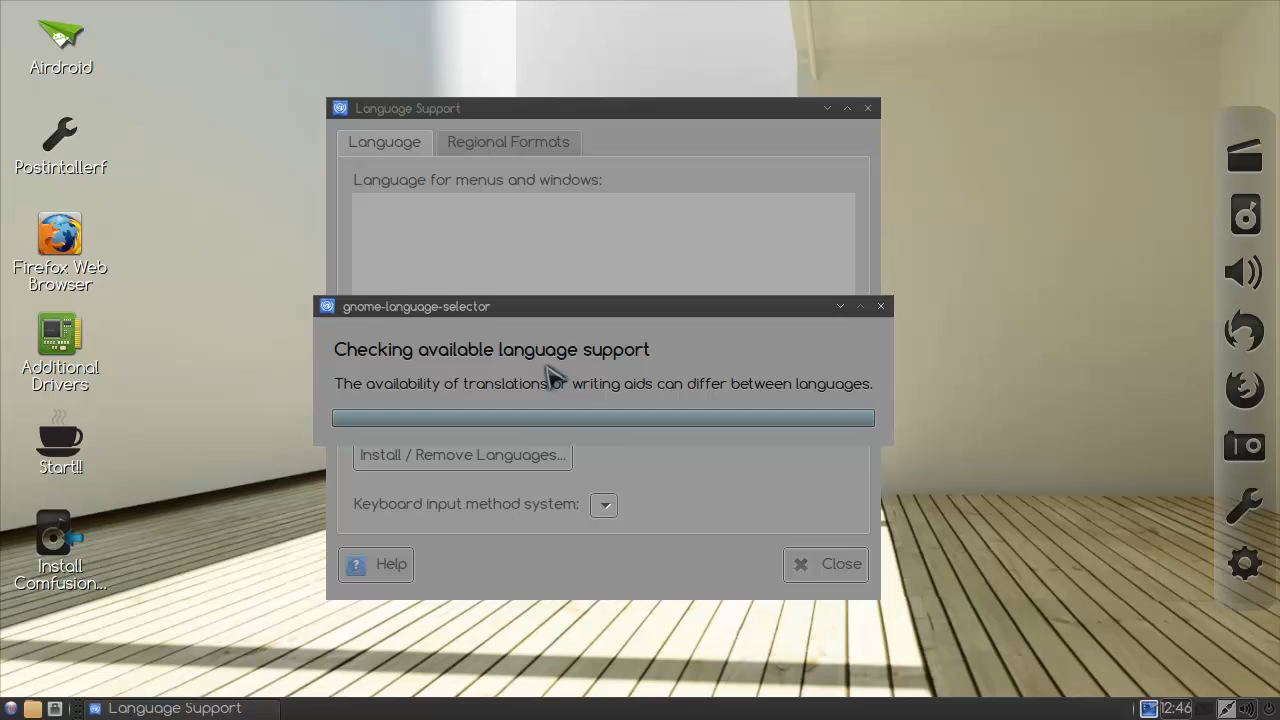 Airdroid
Postintallerf
Firefox Web
Browser
Additional
Drivers
Start!!
Install
Comfusion...
Language Support
Language
Regional Formats
Language for menus and windows:
gnome-language-selector
Checking available language support
The availability of translations or writing aids can differ between languages.
Install / Remove Languages...
Keyboard input method system:
Help
Close
Language Support
12:46